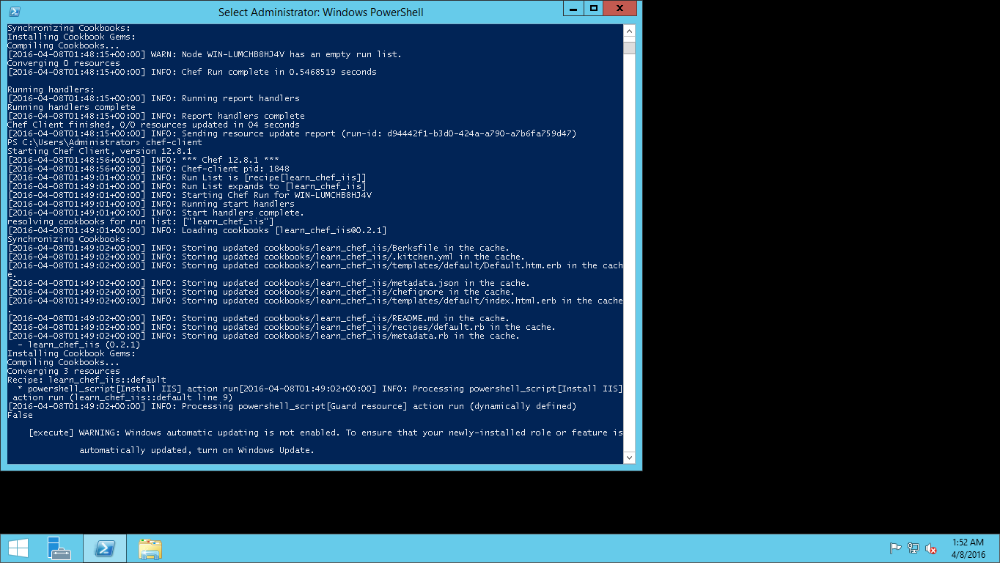 Select Administrator: Windows PowerShell
Synchronizing Cookbooks:
Installing Cookbook Gems:
Compiling Cookbooks...
[2016-04-08T01:48:15+00:00] WARN: Node WIN-LUMCHB8HJ4V has an empty run list.
Converging 0 resources
[2016-04-08T01:48:15+00:00] INFO: Chef Run complete in 0.5468519 seconds
Running handlers:
[2016-04-08T01:48:15+00:00] INFO: Running report handlers
Running handlers complete
[2016-04-08T01:48:15+00:00] INFO: Report handlers complete
Chef Client finished, 0/0 resources updated in 04 seconds
[2016-04-08T01:48:15+00:00] INFO: Sending resource update report (run-id: d94442f1-b3d0-424a-a790-a7b6fa759d47)
PS C:\Users\Administrator> chef-client
Starting Chef Client, version 12.8.1
[2016-04-08T01:48:56+00:00] INFO: *** Chef 12.8.1 ***
[2016-04-08T01:48:56+00:00] INFO: Chef-client pid: 1848
[2016-04-08T01:49:01+00:00] INFO: Run List is [recipe[learn_chef_iis]]
[2016-04-08T01:49:01+00:00] INFO: Run List expands to [learn_chef_iis]
[2016-04-08T01:49:01+00:00] INFO: Starting Chef Run for WIN-LUMCHB8HJ4V
[2016-04-08T01:49:01+00:00] INFO: Running start handlers
[2016-04-08T01:49:01+00:00] INFO: Start handlers complete.
resolving cookbooks for run list: ["learn_chef_iis"]
[2016-04-08T01:49:01+00:00] INFO: Loading cookbooks [learn_chef_iis@0.2.1]
Synchronizing Cookbooks:
[2016-04-08T01:49:02+00:00] INFO: Storing updated cookbooks/learn_chef_iis/Berksfile in the cache.
[2016-04-08T01:49:02+00:00] INFO: Storing updated cookbooks/learn_chef_iis/.kitchen.yml in the cache.
[2016-04-08T01:49:02+00:00] INFO: Storing updated cookbooks/learn_chef_iis/templates/default/Default.htm.erb in the cach
e.
[2016-04-08T01:49:02+00:00] INFO: Storing updated cookbooks/learn_chef_iis/metadata.json in the cache.
[2016-04-08T01:49:02+00:00] INFO: Storing updated cookbooks/learn_chef_iis/chefignore in the cache.
[2016-04-08T01:49:02+00:00] INFO: Storing updated cookbooks/learn_chef_iis/templates/default/index.html.erb in the cache
.
[2016-04-08T01:49:02+00:00] INFO: Storing updated cookbooks/learn_chef_iis/README.md in the cache.
[2016-04-08T01:49:02+00:00] INFO: Storing updated cookbooks/learn_chef_iis/recipes/default.rb in the cache.
[2016-04-08T01:49:02+00:00] INFO: Storing updated cookbooks/learn_chef_iis/metadata.rb in the cache.
- learn_chef_iis (0.2.1)
Installing Cookbook Gems:
Compiling Cookbooks...
Converging 3 resources
Recipe: learn_chef_iis::default
* powershell_script[Install IIS] action run[2016-04-08T01:49:02+00:00] INFO: Processing powershell_script[Install IIS]
action run (learn_chef_iis::default line 9)
[2016-04-08T01:49:02+00:00] INFO: Processing powershell_script[Guard resource] action run (dynamically defined)
False
[execute] WARNING: Windows automatic updating is not enabled. To ensure that your newly-installed role or feature is
automatically updated, turn on Windows Update.
1:52 AM
4/8/2016